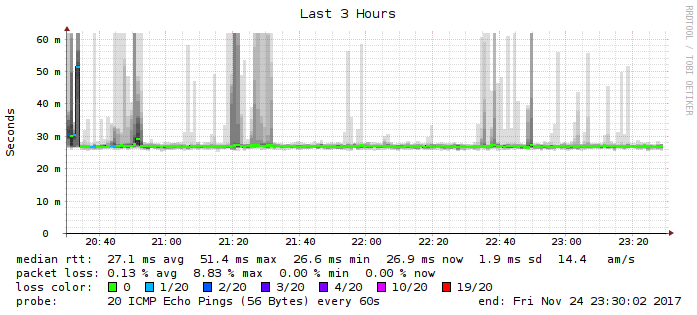 Last 3 Hours
RRDTOOL / TOBI OETIKER
Seconds
60 m
50 m
40 m
30 m
20 m
10 m
0
20:40 21:00 21:20 21:40 22:00 22:20 22:40 23:00 23:20
median rtt: 27.1 ms avg 51.4 ms max 26.6 ms min 26.9 ms now 1.9 ms sd 14.4 am/s
packet loss: 0.13 % avg 8.83 % max 0.00 % min 0.00 % now
loss color: 0 1/20 2/20 3/20 4/20 10/20 19/20
probe: 20 ICMP Echo Pings (56 Bytes) every 60s end: Fri Nov 24 23:30:02 2017